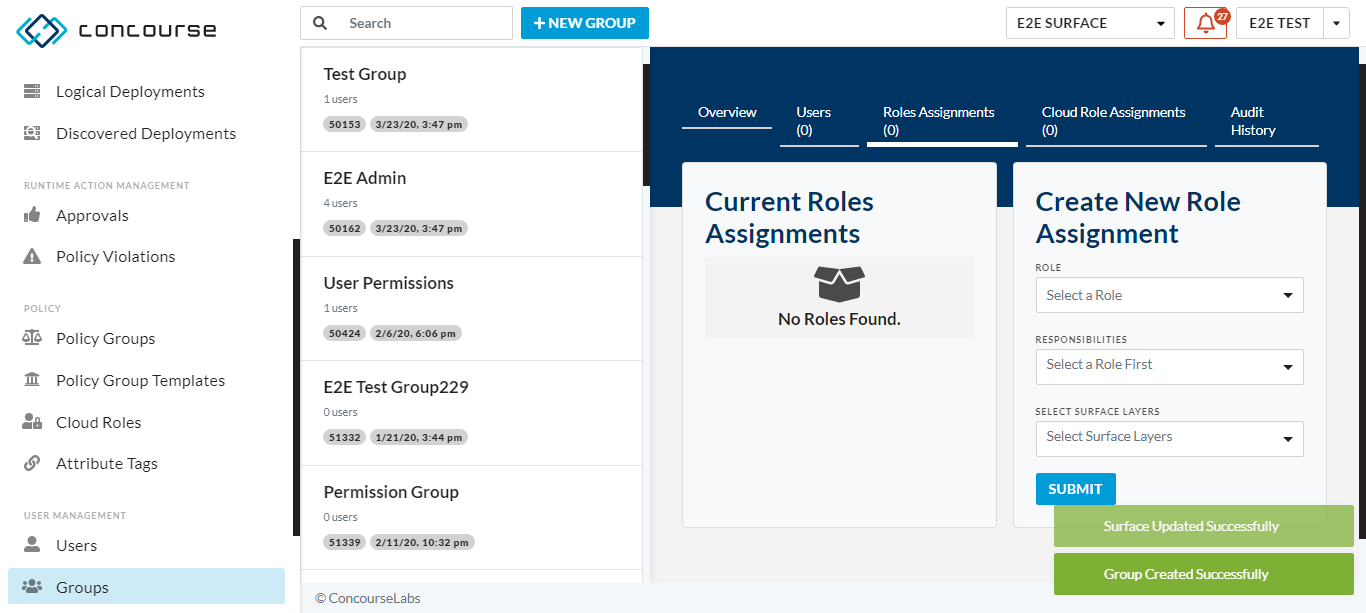 concourse
Search
+ NEW GROUP
E2E SURFACE
27
E2E TEST
Logical Deployments
Discovered Deployments
RUNTIME ACTION MANAGEMENT
Approvals
Policy Violations
POLICY
Policy Groups
Policy Group Templates
Cloud Roles
Attribute Tags
USER MANAGEMENT
Users
Groups
Test Group
1 users
50153 3/23/20, 3:47 pm
E2E Admin
4 users
50162 3/23/20, 3:47 pm
User Permissions
1 users
50424 2/6/20, 6:06 pm
E2E Test Group229
0 users
51332 1/21/20, 3:44 pm
Permission Group
0 users
51339 2/11/20, 10:32 pm
© ConcourseLabs
Overview
Users
(0)
Roles Assignments
(0)
Cloud Role Assignments
(0)
Audit
History
Current Roles
Assignments
No Roles Found.
Create New Role
Assignment
ROLE
Select a Role
RESPONSIBILITIES
Select a Role First
SELECT SURFACE LAYERS
Select Surface Layers
SUBMIT
Surface Updated Successfully
Group Created Successfully